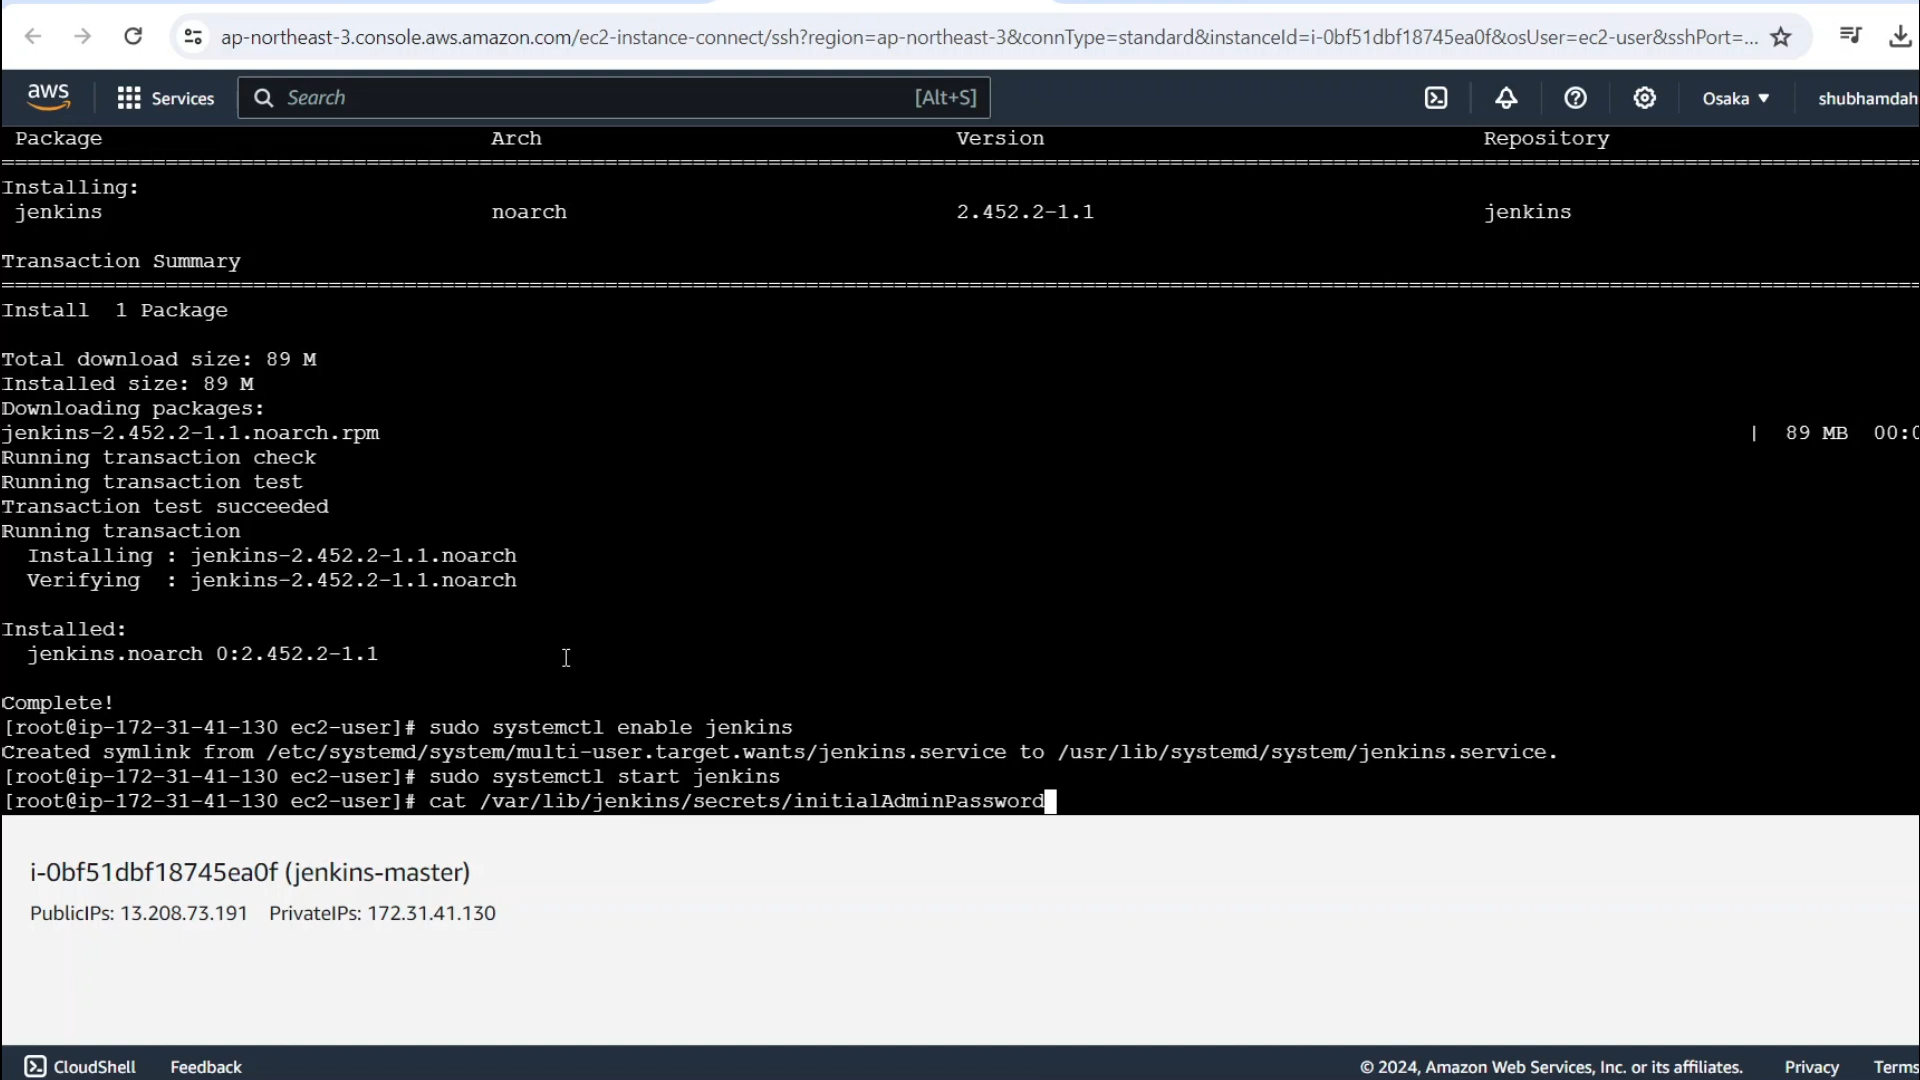 ap-northeast-3.console.aws.amazon.com/ec2-instance-connect/ssh?region=ap-northeast-3&connType=standard&instanceId=i-0bf51dbf18745ea0f&osUser=ec2-user&sshPort=...
aws Services Search [Alt+S] Osaka ▼ shubhamdah
Package Arch Version Repository
Installing:
jenkins noarch 2.452.2-1.1 jenkins
Transaction Summary
Install 1 Package
Total download size: 89 M
Installed size: 89 M
Downloading packages:
jenkins-2.452.2-1.1.noarch.rpm | 89 MB 00:0
Running transaction check
Running transaction test
Transaction test succeeded
Running transaction
Installing : jenkins-2.452.2-1.1.noarch
Verifying : jenkins-2.452.2-1.1.noarch
Installed:
jenkins.noarch 0:2.452.2-1.1
Complete!
[root@ip-172-31-41-130 ec2-user]# sudo systemctl enable jenkins
Created symlink from /etc/systemd/system/multi-user.target.wants/jenkins.service to /usr/lib/systemd/system/jenkins.service.
[root@ip-172-31-41-130 ec2-user]# sudo systemctl start jenkins
[root@ip-172-31-41-130 ec2-user]# cat /var/lib/jenkins/secrets/initialAdminPassword
i-0bf51dbf18745ea0f (jenkins-master)
PublicIPs: 13.208.73.191 PrivateIPs: 172.31.41.130
CloudShell Feedback © 2024, Amazon Web Services, Inc. or its affiliates. Privacy Terms